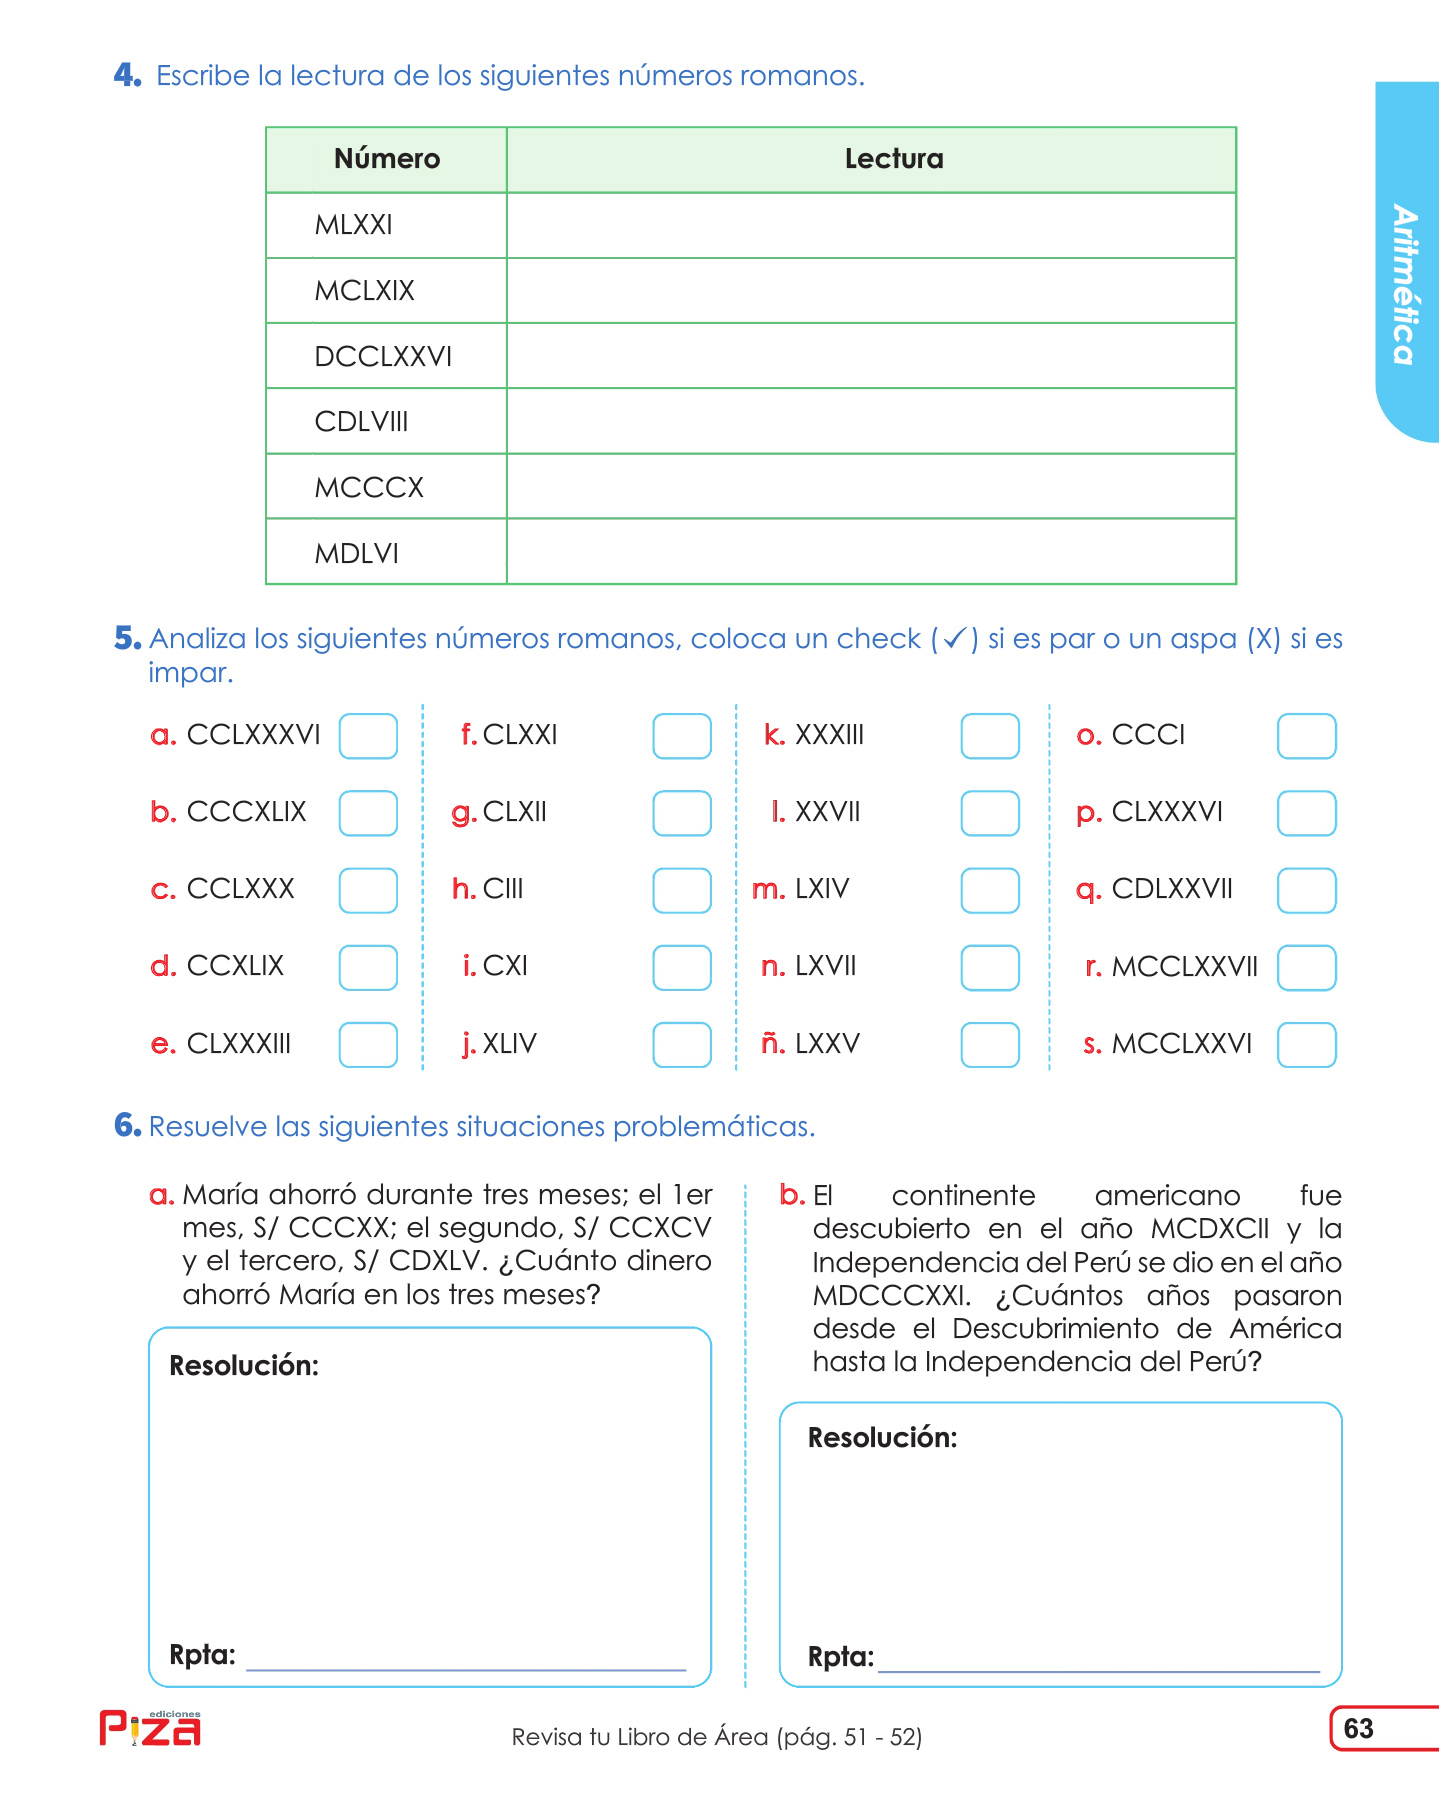 4. Escribe la lectura de los siguientes números romanos.
Número Lectura
MLXXI
MCLXIX
DCCLXXVI
CDLVIII
MCCCX
MDLVI
Aritmética
5. Analiza los siguientes números romanos, coloca un check (✓) si es par o un aspa (X) si es
impar.
a. CCLXXXVI
b. CCCXLIX
c. CCLXXX
d. CCXLIX
e. CLXXXIII
f. CLXXI
g. CLXII
h. CIII
i. CXI
j. XLIV
k. XXXIII
l. XXVII
m. LXIV
n. LXVII
ñ. LXXV
o. CCCI
p. CLXXXVI
q. CDLXXVII
r. MCCLXXVII
s. MCCLXXVI
6. Resuelve las siguientes situaciones problemáticas.
a. María ahorró durante tres meses; el 1er
mes, S/ CCCXX; el segundo, S/ CCXCV
y el tercero, S/ CDXLV. ¿Cuánto dinero
ahorró María en los tres meses?
Resolución:
Rpta:
b. El continente americano fue
descubierto en el año MCDXCII y la
Independencia del Perú se dio en el año
MDCCCXXI. ¿Cuántos años pasaron
desde el Descubrimiento de América
hasta la Independencia del Perú?
Resolución:
Rpta:
ediciones
Piza
Revisa tu Libro de Área (pág. 51 - 52)
63